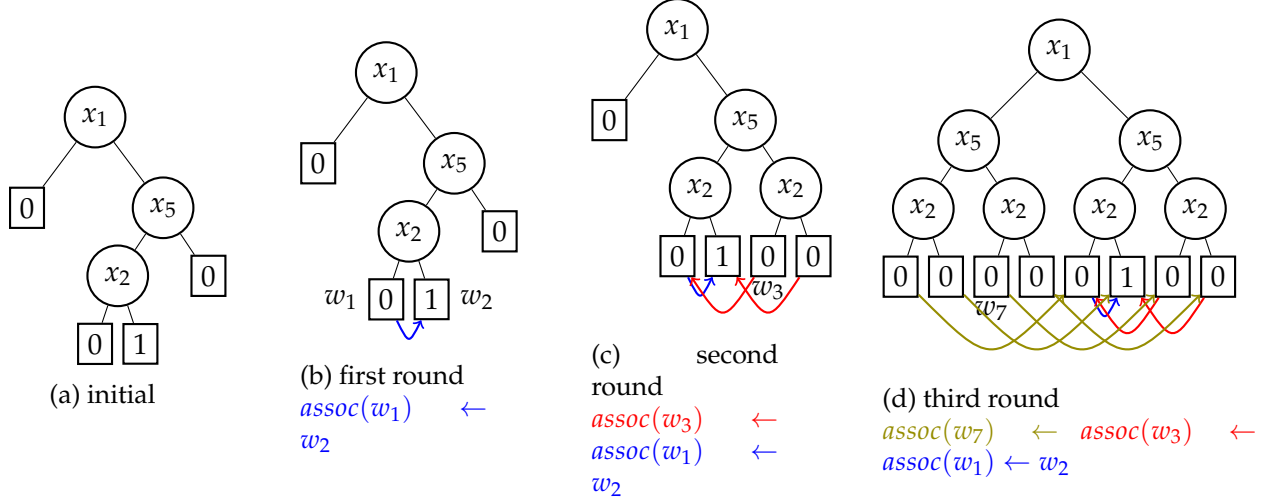 x1
0
x5
x2
0
0 1
(a) initial
x1
0
x5
x2
0
w1 0 1 w2
(b) first round
assoc(w1) ←
w2
x1
0
x5
x2 x2
0 1 0 0
w3
(c) second
round
assoc(w3) ←
assoc(w1) ←
w2
x1
x5 x5
x2 x2 x2 x2
0 0 0 0 0 1 0 0
w7
(d) third round
assoc(w7) ← assoc(w3) ←
assoc(w1) ← w2